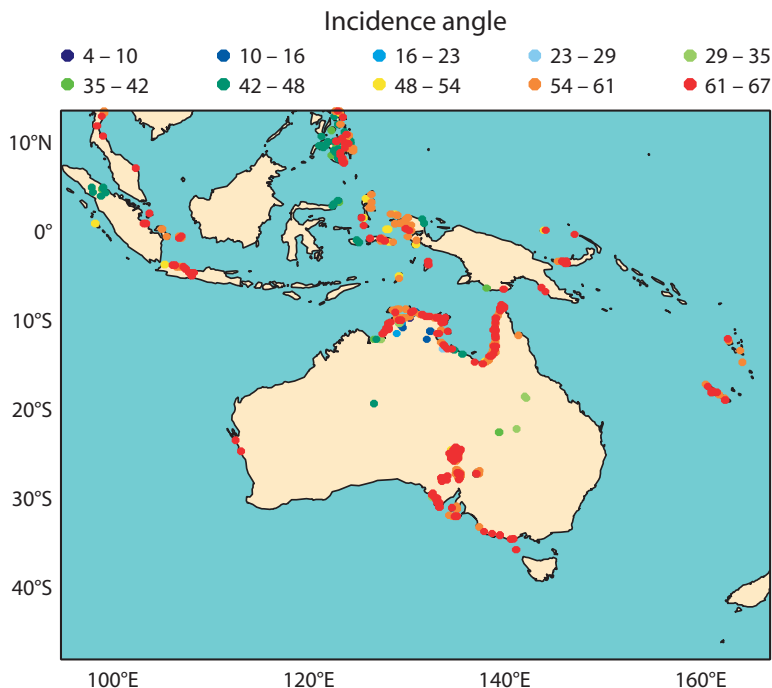 Incidence angle
4 – 10 10 – 16 16 – 23 23 – 29 29 – 35
35 – 42 42 – 48 48 – 54 54 – 61 61 – 67
10°N
0°
10°S
20°S
30°S
40°S
100°E 120°E 140°E 160°E